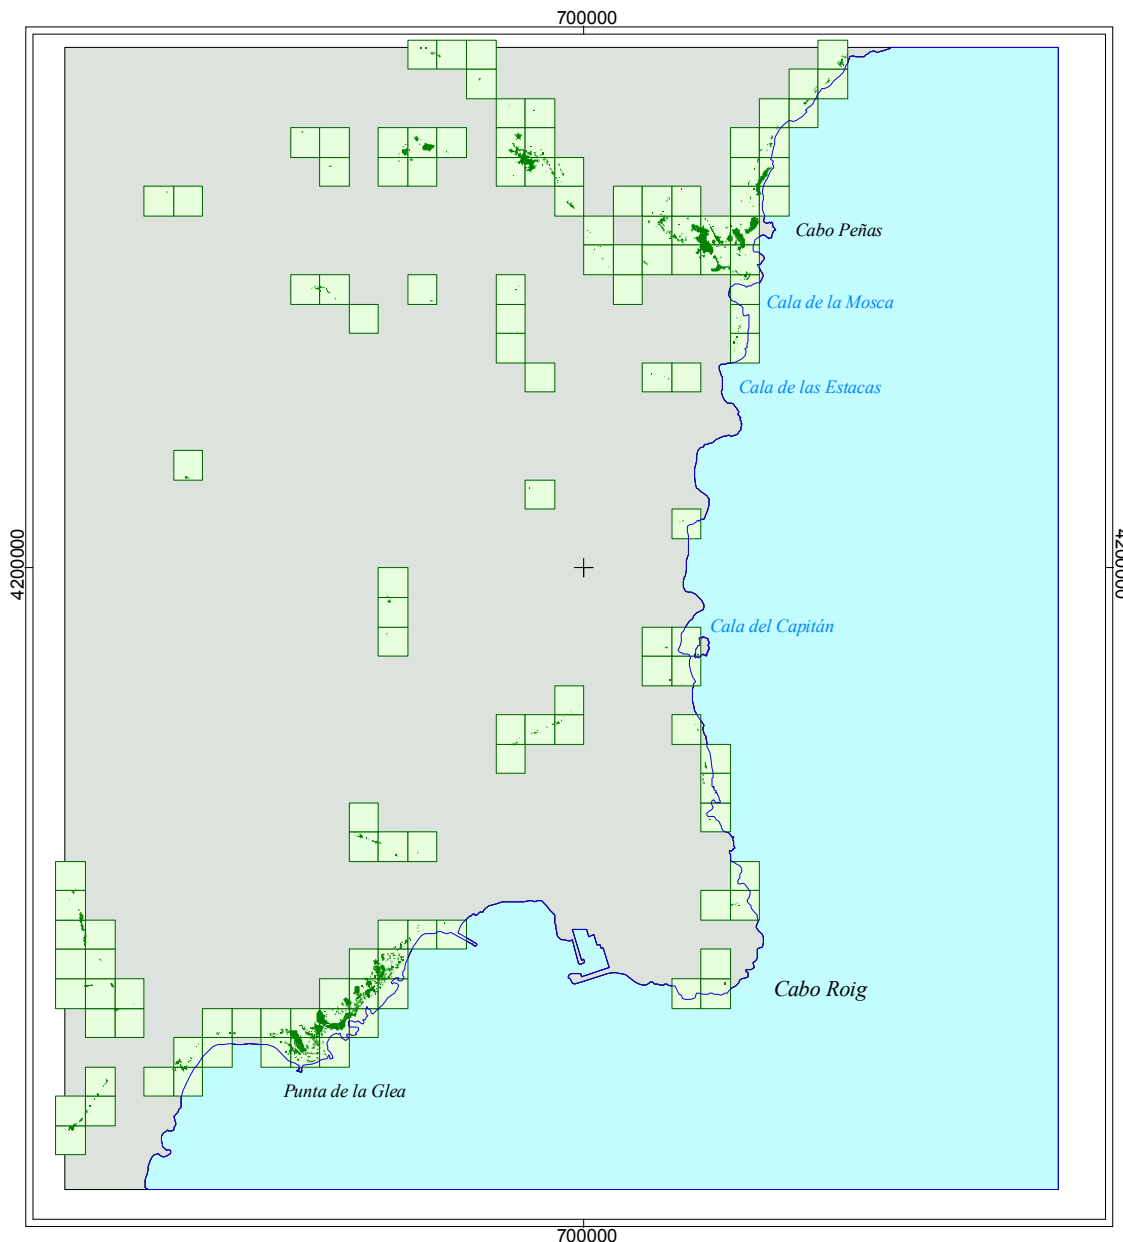 700000
Cabo Peñas
Cala de la Mosca
Cala de las Estacas
4200000
4200000
Cala del Capitán
Cabo Roig
Punta de la Glea
700000